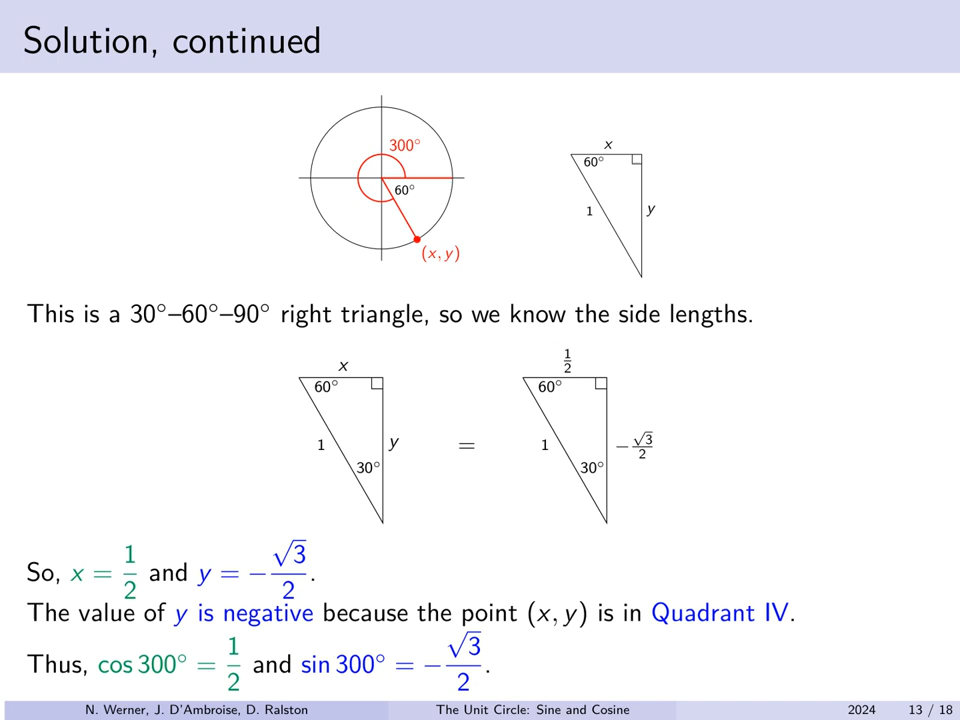 Solution, continued
300°
60°
(x, y)
x
60°
1
y
This is a 30°–60°–90° right triangle, so we know the side lengths.
x
60°
1
y
30°
=
1/2
60°
1
−√3/2
30°
So, x = 1/2 and y = −√3/2.
The value of y is negative because the point (x, y) is in Quadrant IV.
Thus, cos 300° = 1/2 and sin 300° = −√3/2.
N. Werner, J. D'Ambroise, D. Ralston
The Unit Circle: Sine and Cosine
2024
13 / 18